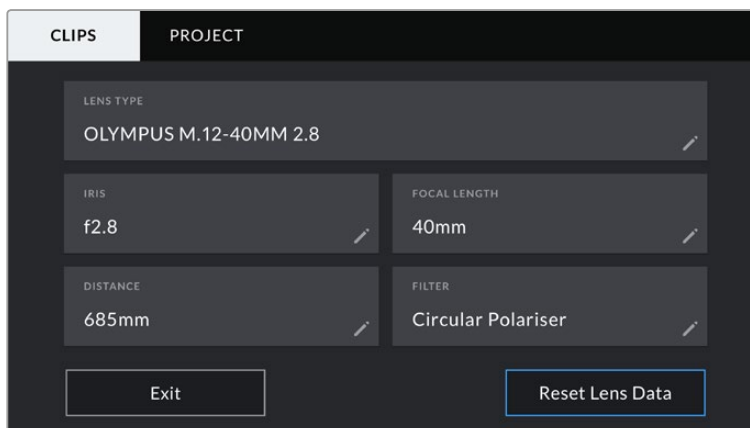 CLIPS PROJECT
LENS TYPE
OLYMPUS M.12-40MM 2.8
IRIS
f2.8
FOCAL LENGTH
40mm
DISTANCE
685mm
FILTER
Circular Polariser
Exit
Reset Lens Data